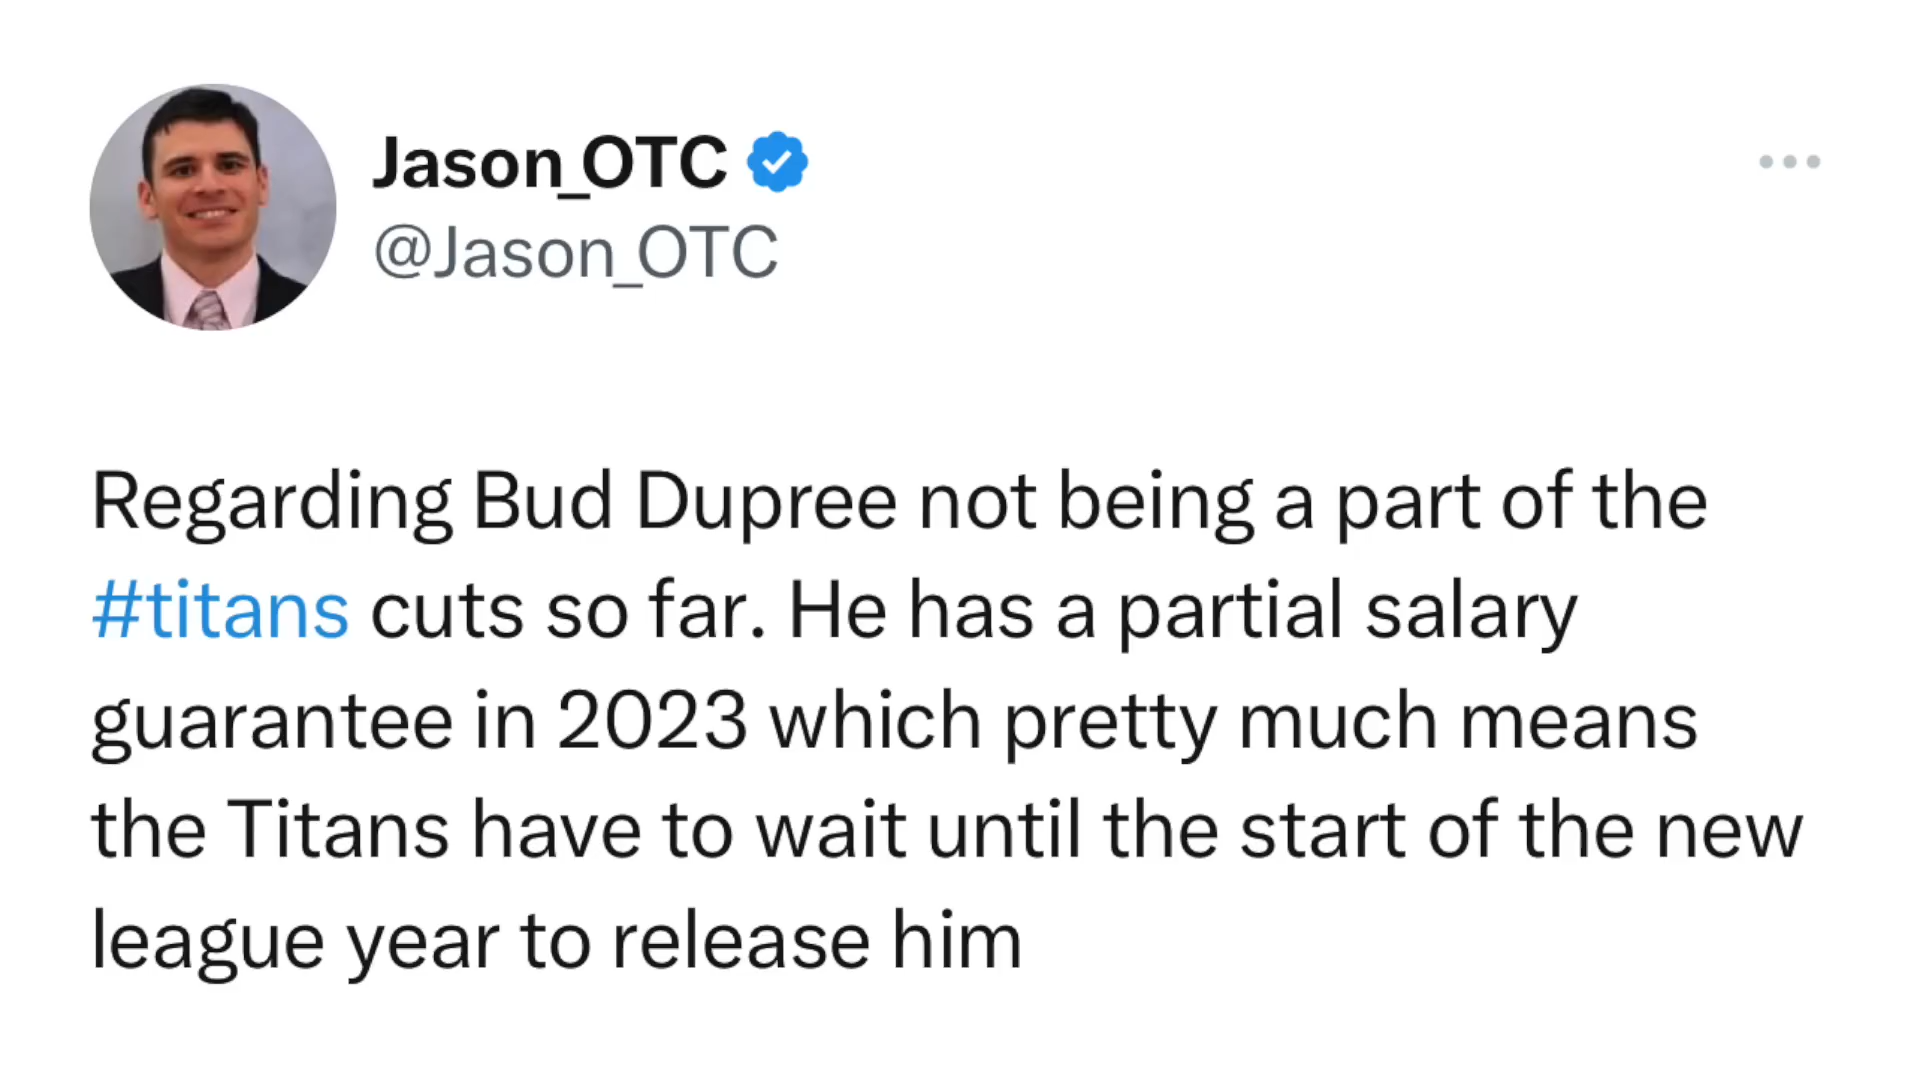 Jason_OTC
@Jason_OTC
Regarding Bud Dupree not being a part of the
#titans cuts so far. He has a partial salary
guarantee in 2023 which pretty much means
the Titans have to wait until the start of the new
league year to release him